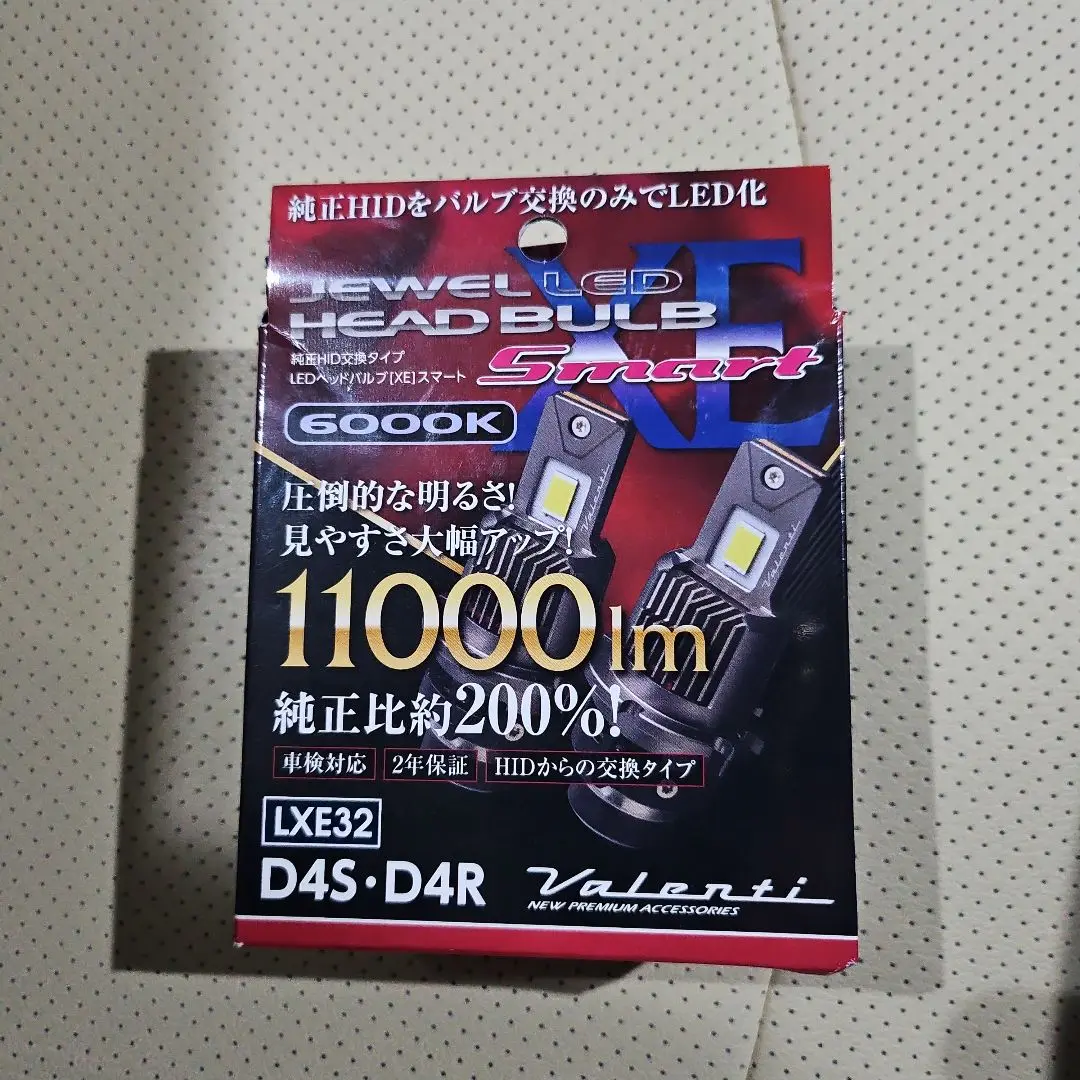 純正HIDをバルブ交換のみでLED化
XE
JEWEL LED
HEAD BULB
Smart
純正HID交換タイプ
LEDヘッドバルブ[XE]スマート
6000K
圧倒的な明るさ!
見やすさ大幅アップ!
11000lm
純正比約200%!
車検対応 2年保証 HIDからの交換タイプ
LXE32
D4S・D4R
Valenti
NEW PREMIUM ACCESSORIES
Valenti
Valenti